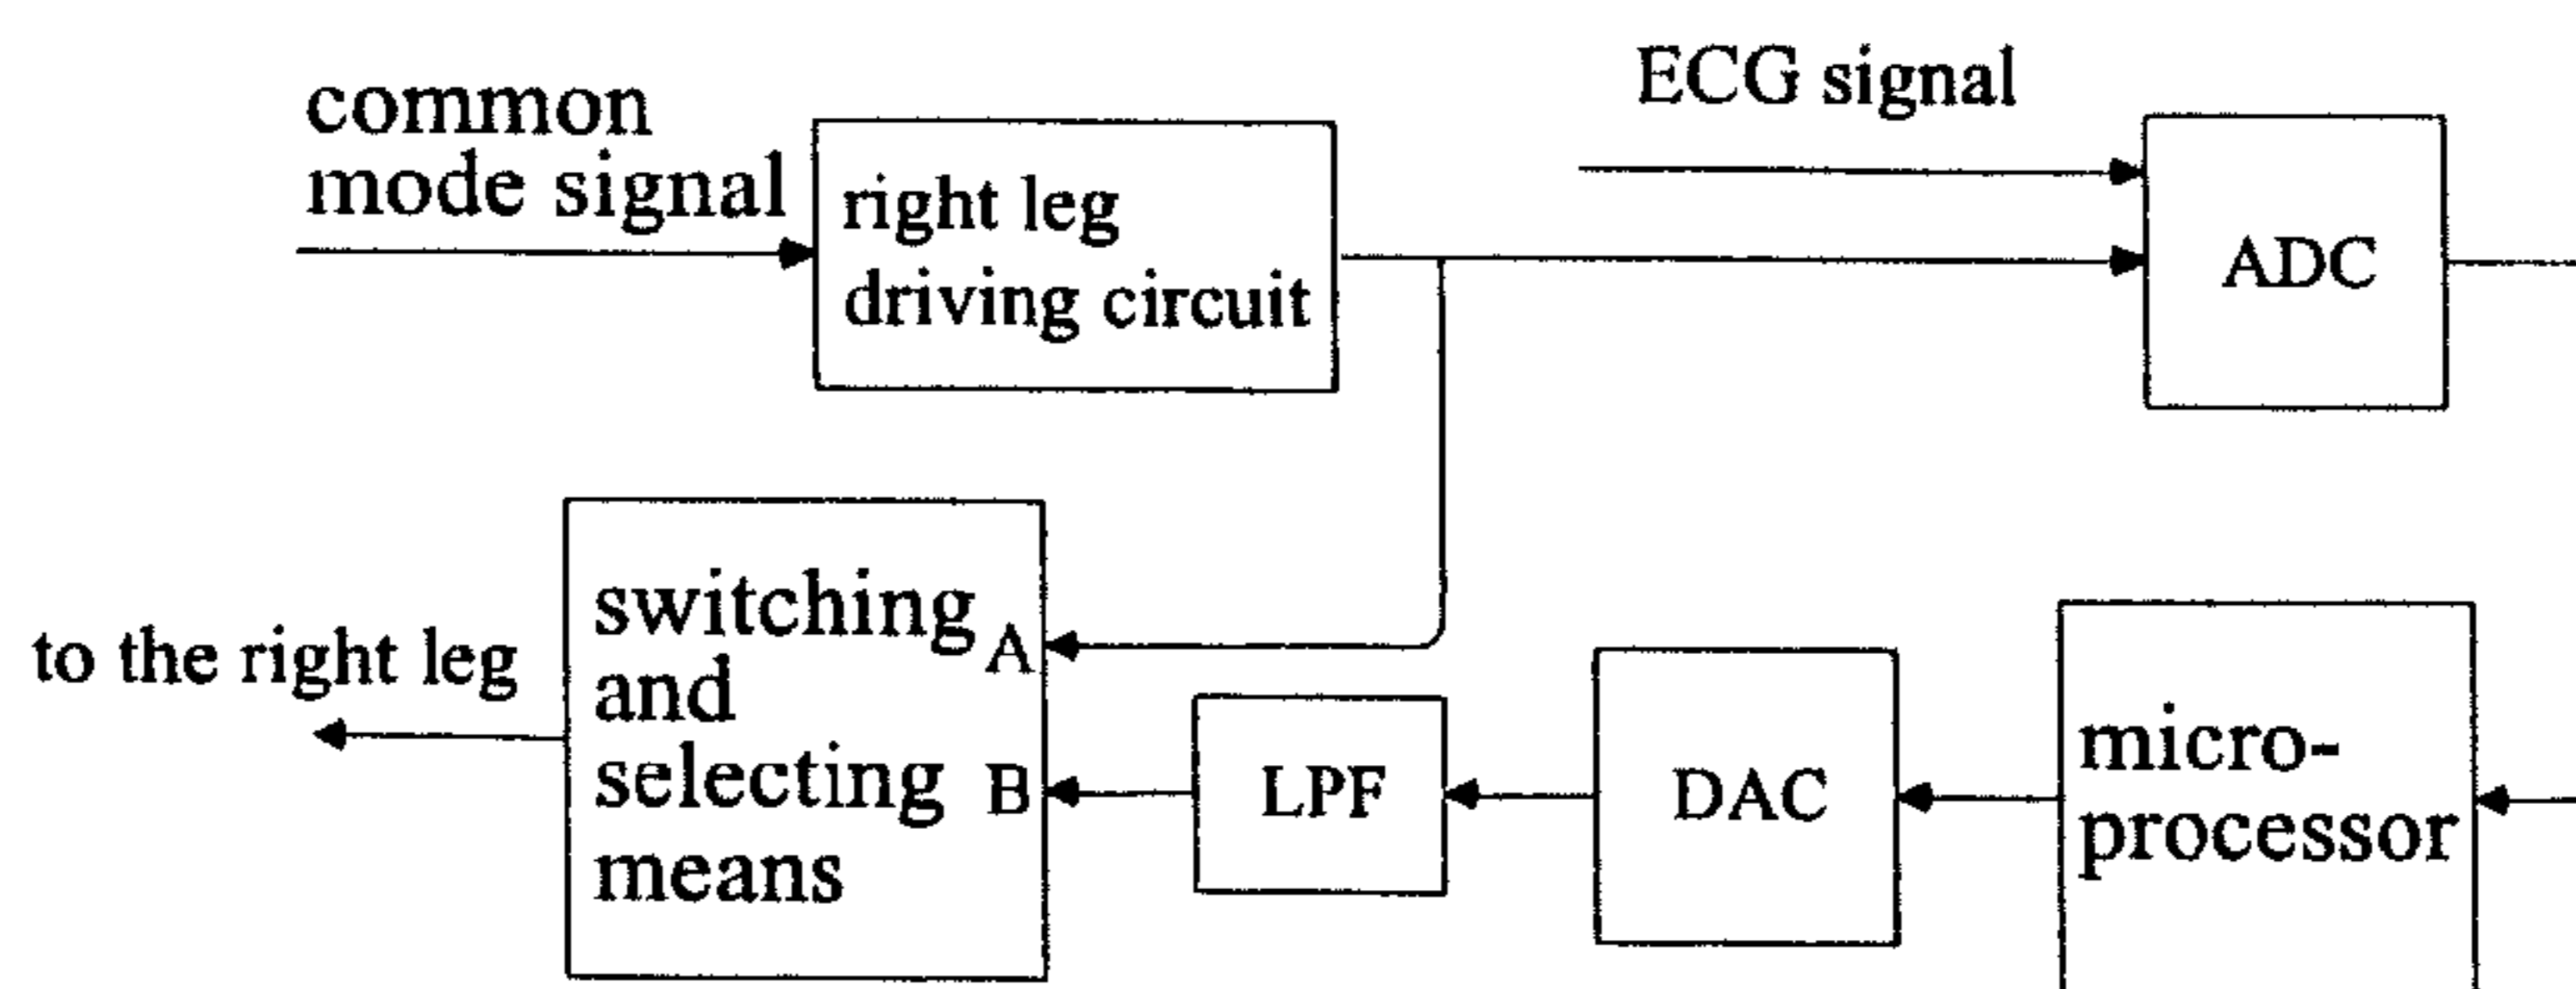 common
mode signal
right leg
driving circuit
ECG signal
ADC
to the right leg
switching
and
selecting
means
A
B
LPF
DAC
micro-
processor